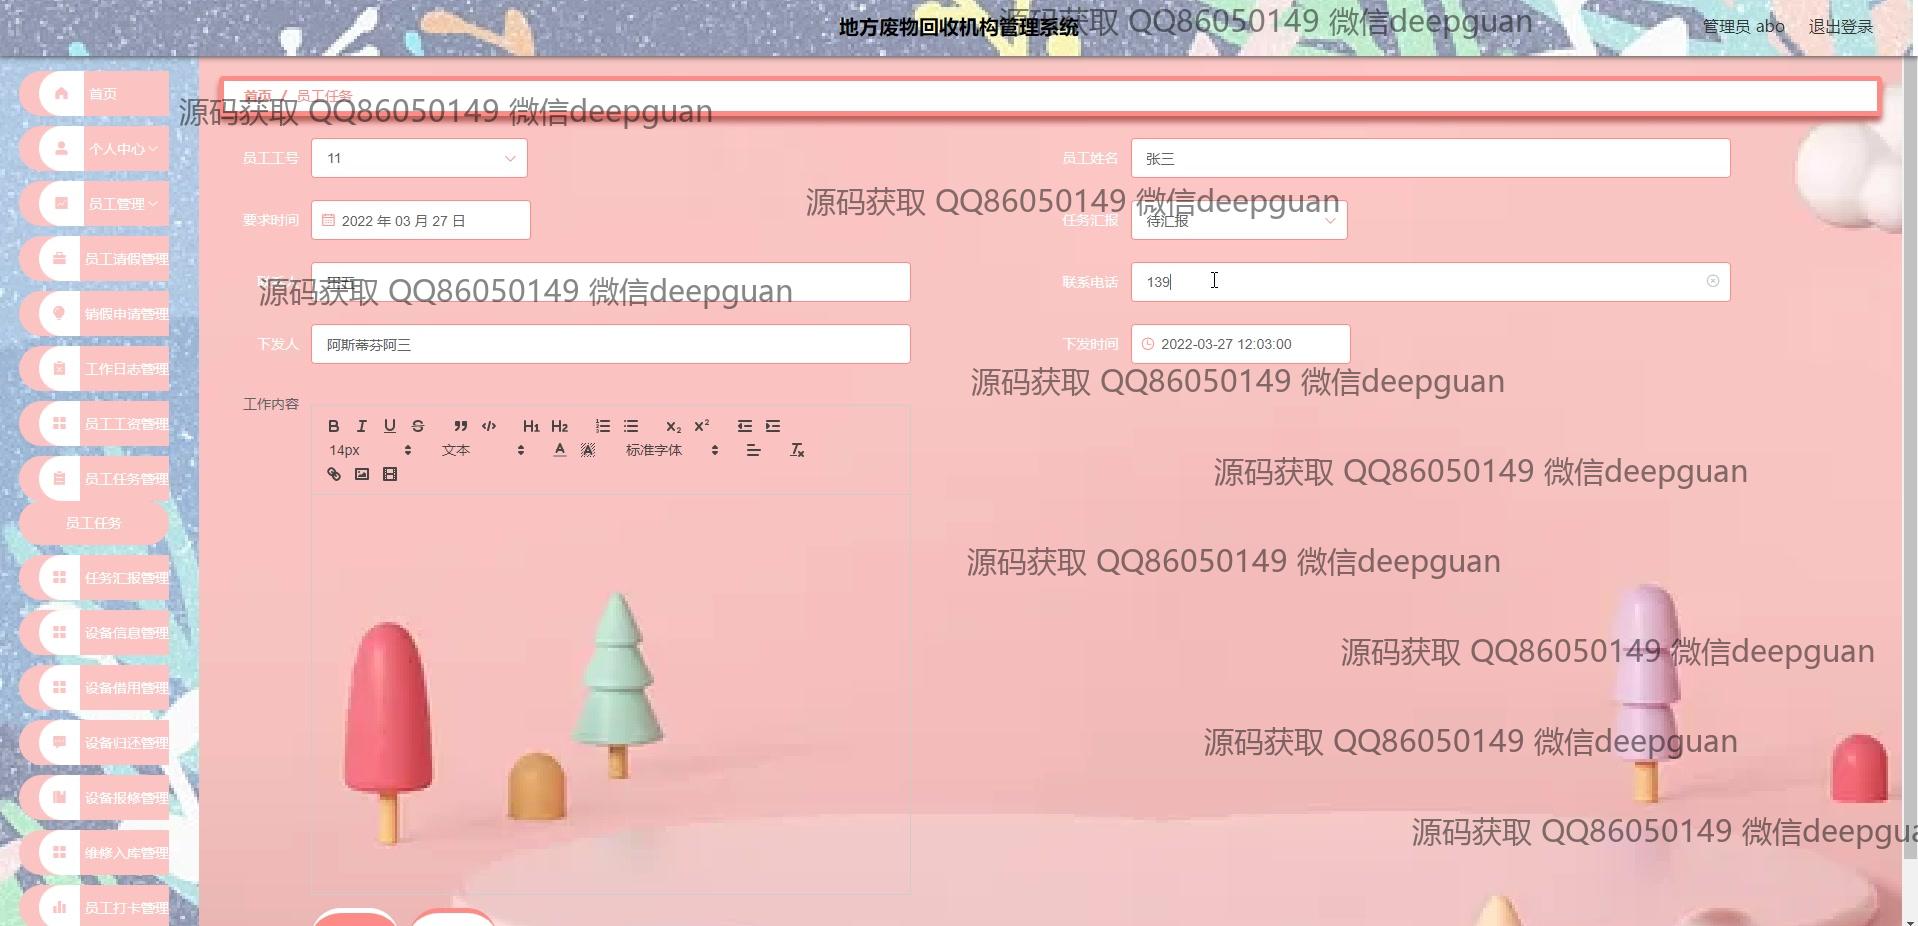 地方废物回收机构管理系统
源码获取 QQ86050149 微信deepguan
管理员 abo
退出登录
首页
个人中心
员工管理
员工请假管理
销假申请管理
工作日志管理
员工工资管理
员工任务管理
员工任务
任务汇报管理
设备信息管理
设备借用管理
设备归还管理
设备报修管理
维修入库管理
员工打卡管理
首页 / 员工任务
源码获取 QQ86050149 微信deepguan
员工工号 11
员工姓名 张三
源码获取 QQ86050149 微信deepguan
要求时间 2022 年 03 月 27 日
任务汇报 待汇报
联系电话 139
源码获取 QQ86050149 微信deepguan
下发人 阿斯蒂芬阿三
下发时间 2022-03-27 12:03:00
源码获取 QQ86050149 微信deepguan
工作内容
B I U S H1 H2 X2 X2
14px 文本 A A 标准字体
源码获取 QQ86050149 微信deepguan
源码获取 QQ86050149 微信deepguan
源码获取 QQ86050149 微信deepguan
源码获取 QQ86050149 微信deepguan
源码获取 QQ86050149 微信deepgua